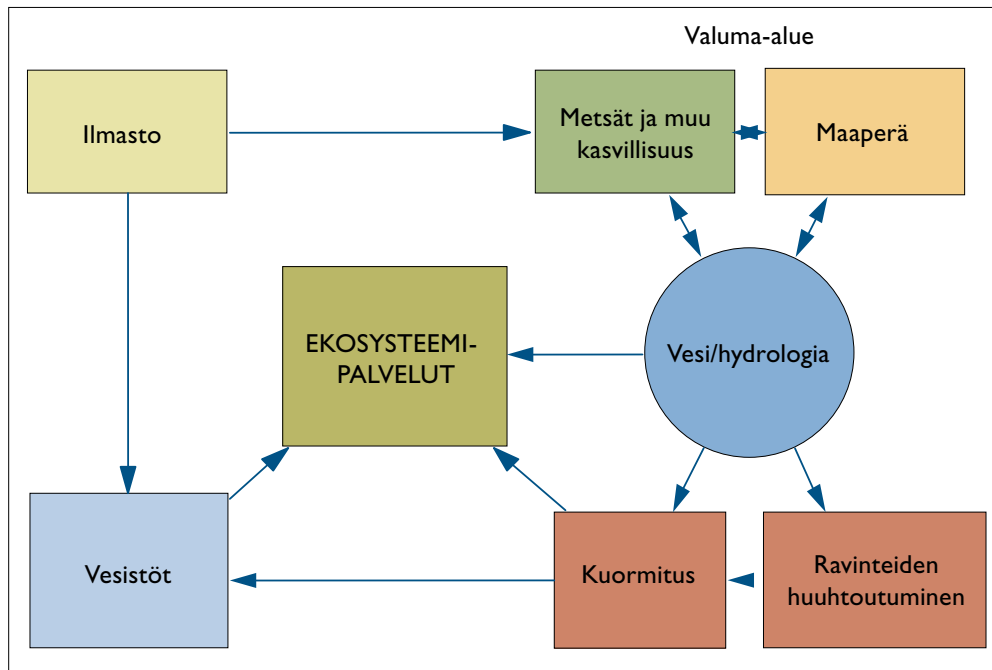 Valuma-alue
Ilmasto
Metsät ja muu
kasvillisuus
Maaperä
EKOSYSTEEMI-
PALVELUT
Vesi/hydrologia
Vesistöt
Kuormitus
Ravinteiden
huuhtoutuminen